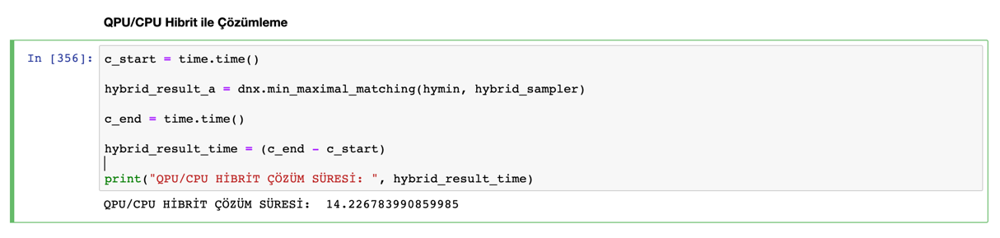 QPU/CPU Hibrit ile Çözümleme
In [356]: c_start = time.time()
hybrid_result_a = dnx.min_maximal_matching(hymin, hybrid_sampler)
c_end = time.time()
hybrid_result_time = (c_end - c_start)
print("QPU/CPU HİBRİT ÇÖZÜM SÜRESİ: ", hybrid_result_time)
QPU/CPU HİBRİT ÇÖZÜM SÜRESİ:  14.226783990859985